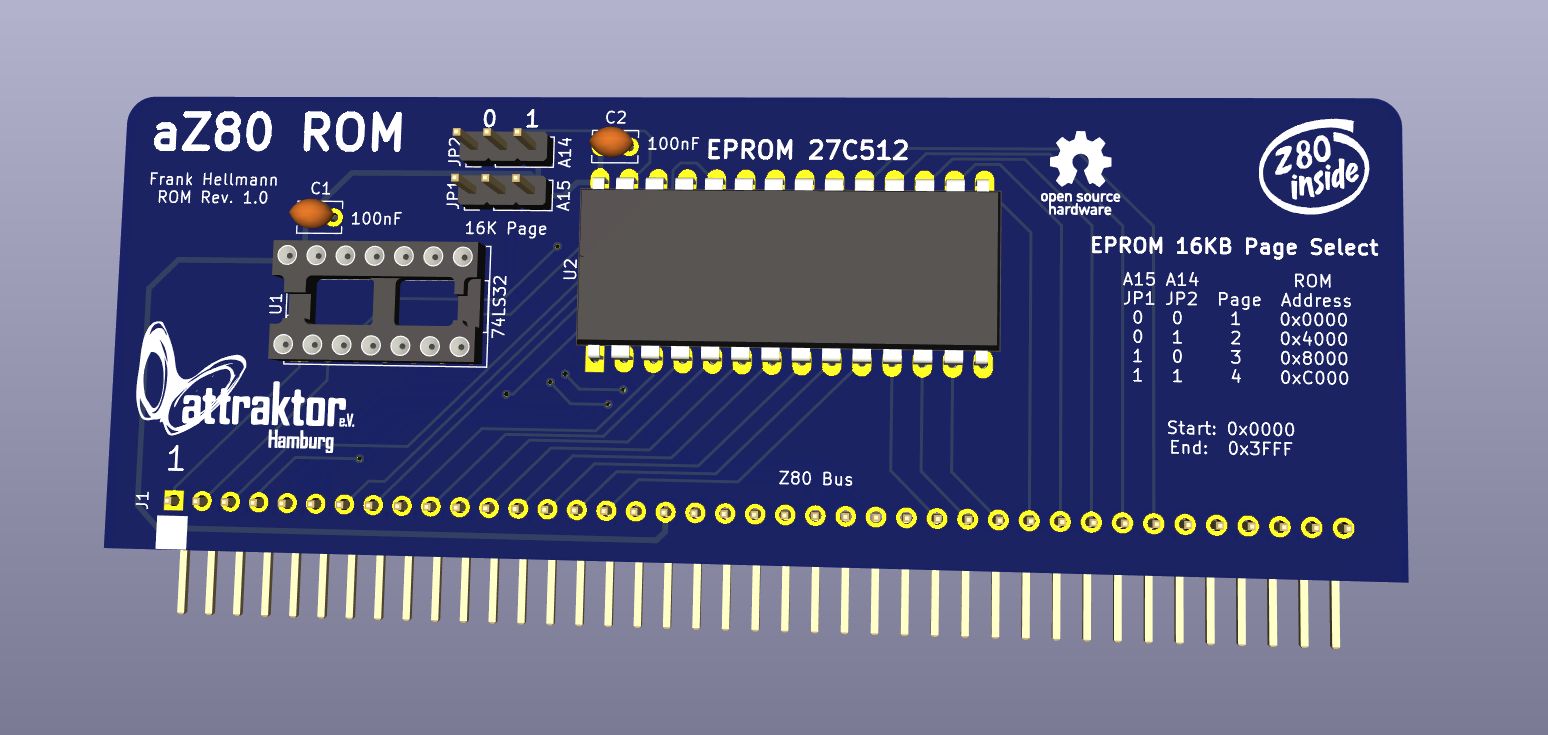 aZ80 ROM
Frank Hellmann
ROM Rev. 1.0
0 1
JP2
A14
JP1
A15
16K Page
C1
100nF
C2
100nF
EPROM 27C512
U1
74LS32
U2
open source
hardware
Z80
inside
EPROM 16KB Page Select
A15 A14 ROM
JP1 JP2 Page Address
0 0 1 0x0000
0 1 2 0x4000
1 0 3 0x8000
1 1 4 0xC000
Start: 0x0000
End: 0x3FFF
attraktor e.V.
Hamburg
1
J1
Z80 Bus